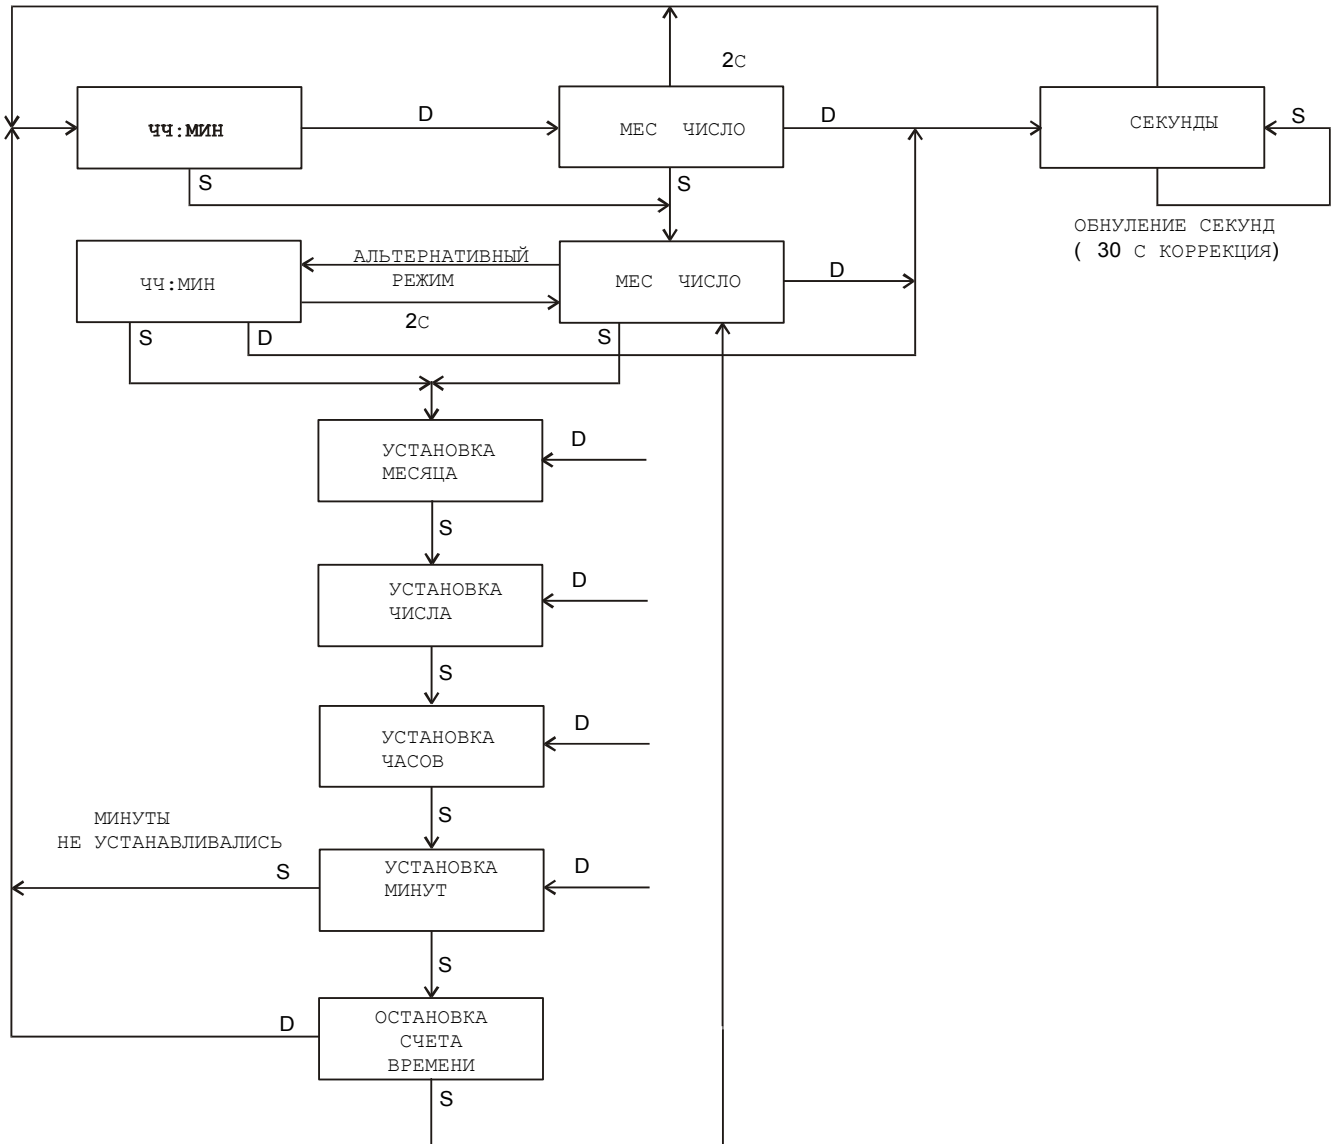 2С
ЧЧ:МИН
D
МЕС ЧИСЛО
D
СЕКУНДЫ
S
S
S
ОБНУЛЕНИЕ СЕКУНД
( 30 С КОРРЕКЦИЯ)
ЧЧ:МИН
АЛЬТЕРНАТИВНЫЙ
РЕЖИМ
2С
МЕС ЧИСЛО
D
S
D
S
УСТАНОВКА
МЕСЯЦА
D
S
УСТАНОВКА
ЧИСЛА
D
S
УСТАНОВКА
ЧАСОВ
D
S
МИНУТЫ
НЕ УСТАНАВЛИВАЛИСЬ
S
УСТАНОВКА
МИНУТ
D
S
D
ОСТАНОВКА
СЧЕТА
ВРЕМЕНИ
S